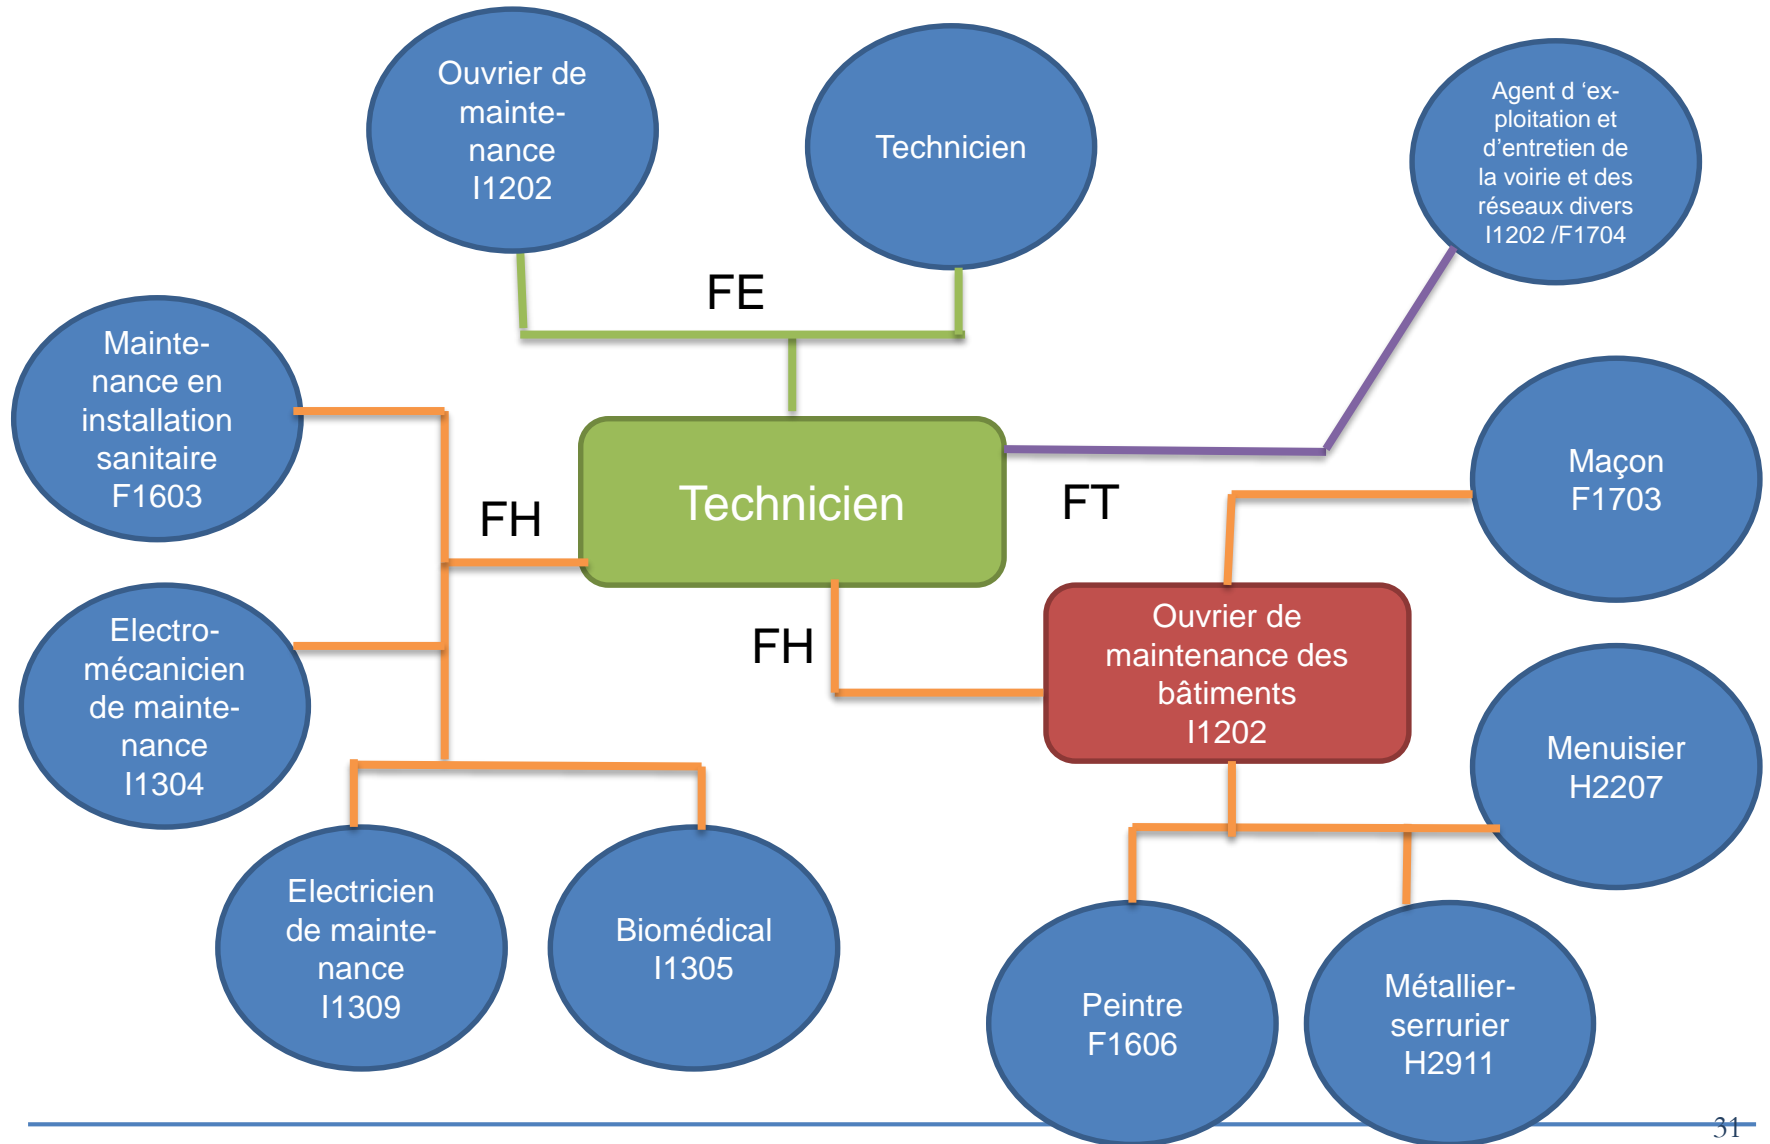 Ouvrier de
mainte-
nance
I1202
Technicien
Agent d ‘ex-
ploitation et
d’entretien de
la voirie et des
réseaux divers
I1202 /F1704
FE
Mainte-
nance en
installation
sanitaire
F1603
FH
Technicien
FT
Maçon
F1703
Electro-
mécanicien
de mainte-
nance
I1304
FH
Ouvrier de
maintenance des
bâtiments
I1202
Menuisier
H2207
Electricien
de mainte-
nance
I1309
Biomédical
I1305
Peintre
F1606
Métallier-
serrurier
H2911
31